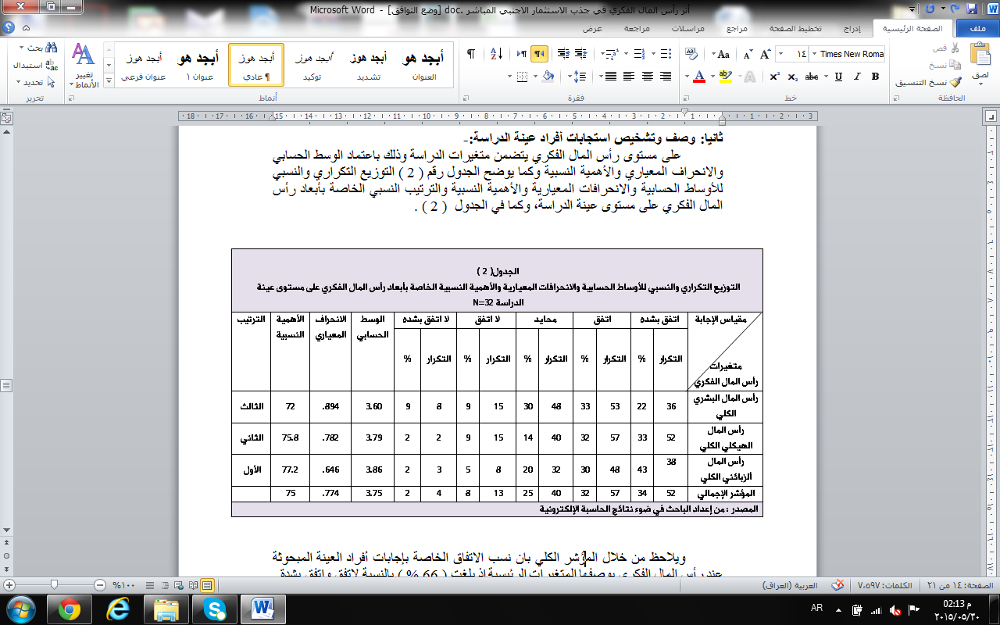 أثر رأس المال الفكري في جذب الاستثمار الاجنبي المباشر .doc [وضع التوافق] - Microsoft Word
ملف
الصفحة الرئيسية
إدراج
تخطيط الصفحة
مراجع
مراسلات
مراجعة
عرض
لصق
قص
نسخ
نسخ التنسيق
الحافظة
Times New Roma
١٤
خط
فقرة
أبجد هو
العنوان
أبجد هوز
تشديد
أبجد هوز
توكيد
أبجد هوز
¶ عادي
أبجد هو
عنوان ١
أبجد هوز
عنوان فرعي
تغيير الأنماط
أنماط
بحث
استبدال
تحديد
تحرير
ثانيا: وصف وتشخيص استجابات أفراد عينة الدراسة:-
على مستوى رأس المال الفكري يتضمن متغيرات الدراسة وذلك باعتماد الوسط الحسابي
والانحراف المعياري والأهمية النسبية وكما يوضح الجدول رقم ( 2 ) التوزيع التكراري والنسبي
للأوساط الحسابية والانحرافات المعيارية والأهمية النسبية والترتيب النسبي الخاصة بأبعاد رأس
المال الفكري على مستوى عينة الدراسة، وكما في الجدول ( 2 ) .
الجدول( 2 )
التوزيع التكراري والنسبي للأوساط الحسابية والانحرافات المعيارية والأهمية النسبية الخاصة بأبعاد رأس المال الفكري على مستوى عينة
الدراسة N=32
مقياس الإجابة
متغيرات
رأس المال الفكري
اتفق بشده
اتفق
محايد
لا اتفق
لا اتفق بشده
الوسط الحسابي
الانحراف المعياري
الأهمية النسبية
الترتيب
التكرار % التكرار % التكرار % التكرار % التكرار %
رأس المال البشري الكلي 36 22 53 33 48 30 15 9 8 9 3.60 .894 72 الثالث
رأس المال الهيكلي الكلي 52 33 57 32 40 14 15 9 2 2 3.79 .782 75.8 الثاني
رأس المال ألزبائني الكلي 38 43 48 30 32 20 8 5 3 2 3.86 .646 77.2 الأول
المؤشر الإجمالي 52 34 57 32 40 25 13 8 4 2 3.75 .774 75
المصدر : من إعداد الباحث في ضوء نتائج الحاسبة الإلكترونية
ويلاحظ من خلال المؤشر الكلي بان نسب الاتفاق الخاصة بإجابات أفراد العينة المبحوثة
عند رأس المال الفكري بوصفها المتغيرات الرئيسية إذ بلغت ( 66 % ) بالنسبة لاتفق واتفق بشدة
الصفحة: ١٤ من ٢١
الكلمات: ٧.٥٩٧
العربية (العراق)
١٠٠%
AR
02:13 م
٢٠١٥/٠٥/٣٠